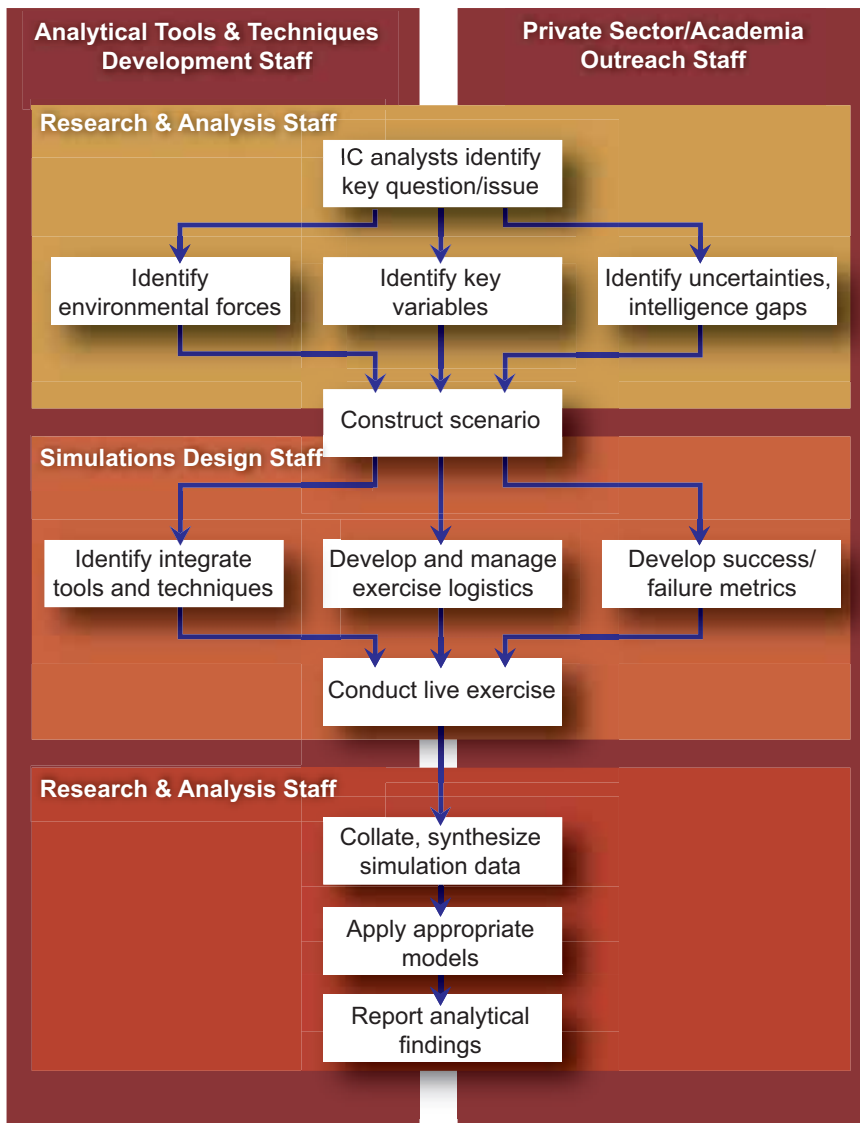 Analytical Tools & Techniques
Development Staff
Private Sector/Academia
Outreach Staff
Research & Analysis Staff
IC analysts identify
key question/issue
Identify
environmental forces
Identify key
variables
Identify uncertainties,
intelligence gaps
Construct scenario
Simulations Design Staff
Identify integrate
tools and techniques
Develop and manage
exercise logistics
Develop success/
failure metrics
Conduct live exercise
Research & Analysis Staff
Collate, synthesize
simulation data
Apply appropriate
models
Report analytical
findings